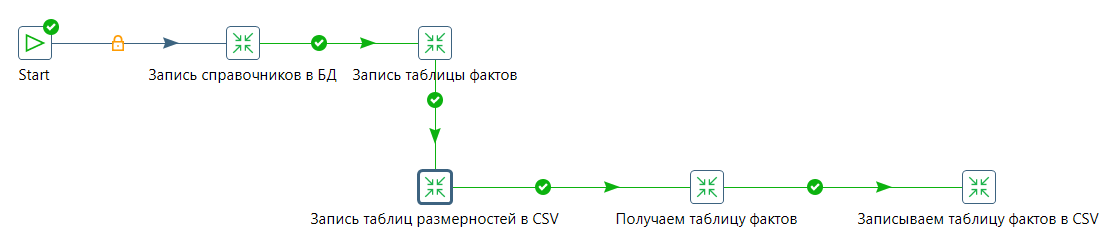 Start
Запись справочников в БД
Запись таблицы фактов
Запись таблиц размерностей в CSV
Получаем таблицу фактов
Записываем таблицу фактов в CSV